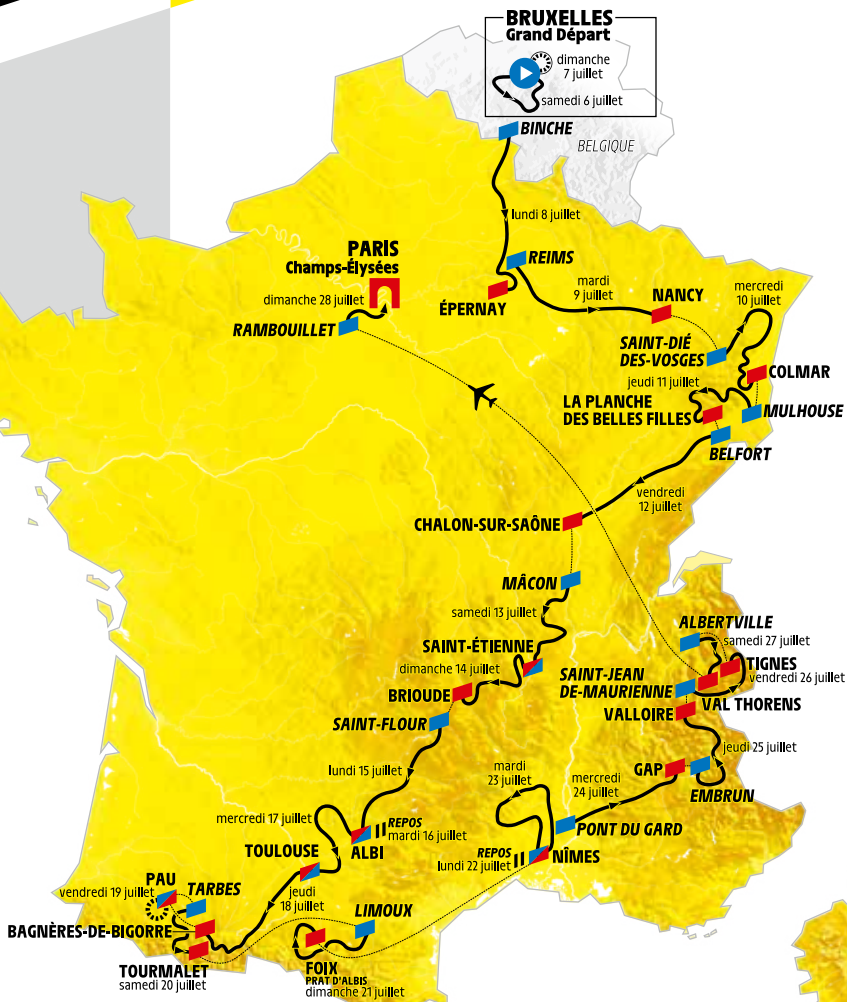 BRUXELLES
Grand Départ
dimanche
7 juillet
samedi 6 juillet
BINCHE
BELGIQUE
lundi 8 juillet
REIMS
ÉPERNAY
mardi
9 juillet
NANCY
mercredi
10 juillet
SAINT-DIÉ
DES-VOSGES
COLMAR
jeudi 11 juillet
LA PLANCHE
DES BELLES FILLES
MULHOUSE
BELFORT
PARIS
Champs-Élysées
dimanche 28 juillet
RAMBOUILLET
vendredi
12 juillet
CHALON-SUR-SAÔNE
MÂCON
samedi 13 juillet
SAINT-ÉTIENNE
dimanche 14 juillet
BRIOUDE
SAINT-FLOUR
ALBERTVILLE
samedi 27 juillet
TIGNES
vendredi 26 juillet
SAINT-JEAN
DE-MAURIENNE
VAL THORENS
VALLOIRE
jeudi 25 juillet
GAP
EMBRUN
lundi 15 juillet
mardi
23 juillet
mercredi
24 juillet
PONT DU GARD
mercredi 17 juillet
REPOS
mardi 16 juillet
ALBI
REPOS
lundi 22 juillet
NÎMES
TOULOUSE
jeudi
18 juillet
PAU
vendredi 19 juillet
TARBES
LIMOUX
BAGNÈRES-DE-BIGORRE
TOURMALET
samedi 20 juillet
FOIX
PRAT D'ALBIS
dimanche 21 juillet